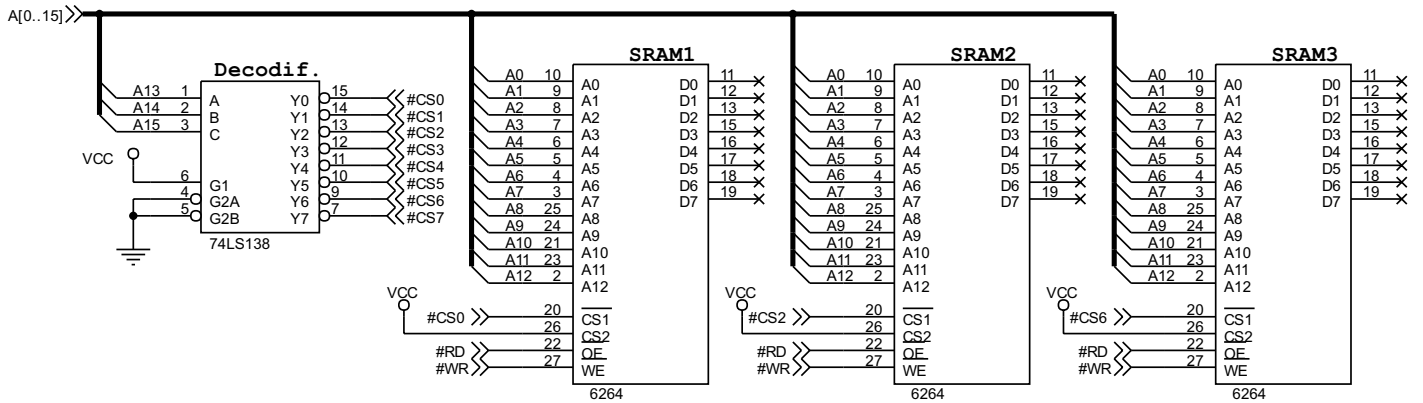 A[0..15]
Decodif.
A13 1 A Y0 15 #CS0
A14 2 B Y1 14 #CS1
A15 3 C Y2 13 #CS2
Y3 12 #CS3
VCC
Y4 11 #CS4
6 G1 Y5 10 #CS5
4 G2A Y6 9 #CS6
5 G2B Y7 7 #CS7
74LS138
SRAM1
A0 10 A0 D0 11
A1 9 A1 D1 12
A2 8 A2 D2 13
A3 7 A3 D3 15
A4 6 A4 D4 16
A5 5 A5 D5 17
A6 4 A6 D6 18
A7 3 A7 D7 19
A8 25 A8
A9 24 A9
A10 21 A10
A11 23 A11
A12 2 A12
VCC
#CS0 20 CS1
26 CS2
#RD 22 OE
#WR 27 WE
6264
SRAM2
A0 10 A0 D0 11
A1 9 A1 D1 12
A2 8 A2 D2 13
A3 7 A3 D3 15
A4 6 A4 D4 16
A5 5 A5 D5 17
A6 4 A6 D6 18
A7 3 A7 D7 19
A8 25 A8
A9 24 A9
A10 21 A10
A11 23 A11
A12 2 A12
VCC
#CS2 20 CS1
26 CS2
#RD 22 OE
#WR 27 WE
6264
SRAM3
A0 10 A0 D0 11
A1 9 A1 D1 12
A2 8 A2 D2 13
A3 7 A3 D3 15
A4 6 A4 D4 16
A5 5 A5 D5 17
A6 4 A6 D6 18
A7 3 A7 D7 19
A8 25 A8
A9 24 A9
A10 21 A10
A11 23 A11
A12 2 A12
VCC
#CS6 20 CS1
26 CS2
#RD 22 OE
#WR 27 WE
6264